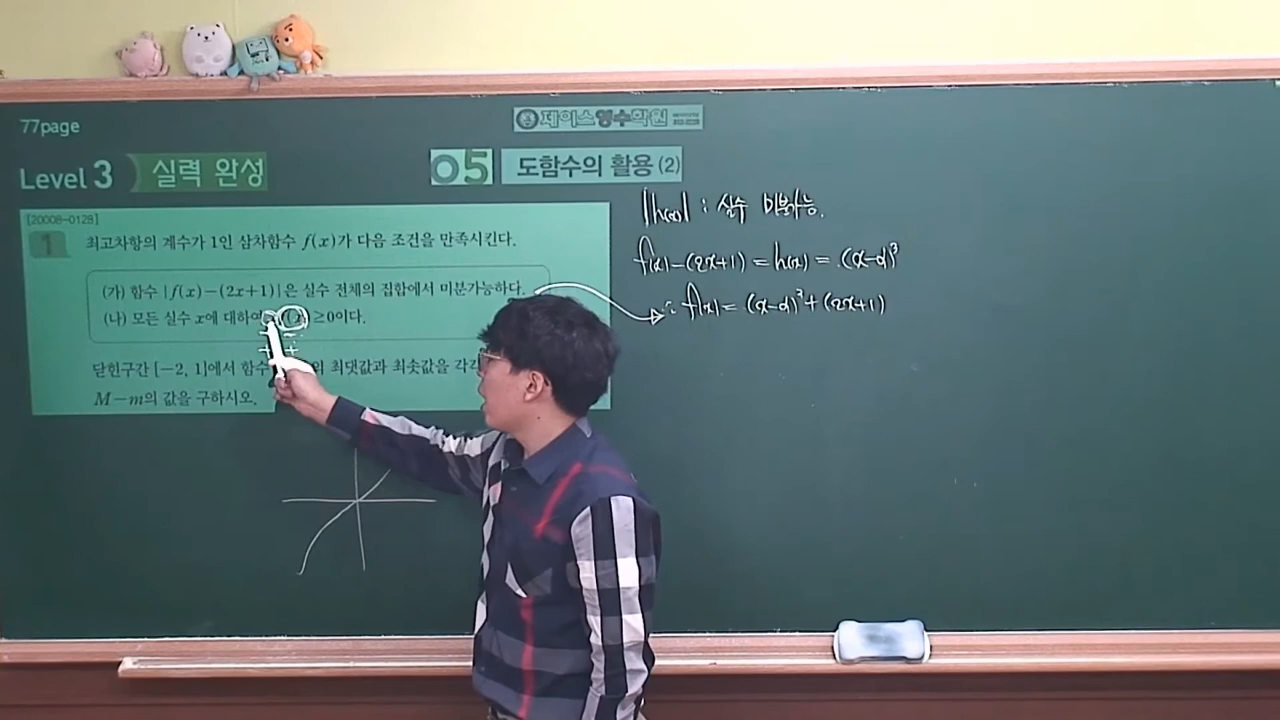 77page
제이스영수학원
Level 3 실력 완성
05 도함수의 활용 (2)
[20008-0128]
1
최고차항의 계수가 1인 삼차함수 f(x)가 다음 조건을 만족시킨다.
(가) 함수 |f(x)-(2x+1)|은 실수 전체의 집합에서 미분가능하다.
(나) 모든 실수 x에 대하여 f(x)≥0이다.
닫힌구간 [-2, 1]에서 함수 의 최댓값과 최솟값을 각각
M-m의 값을 구하시오.
|h(x)| : 실수 미분가능.
f(x)-(2x+1) = h(x) = (x-α)³
∴ f(x) = (x-α)³+(2x+1)